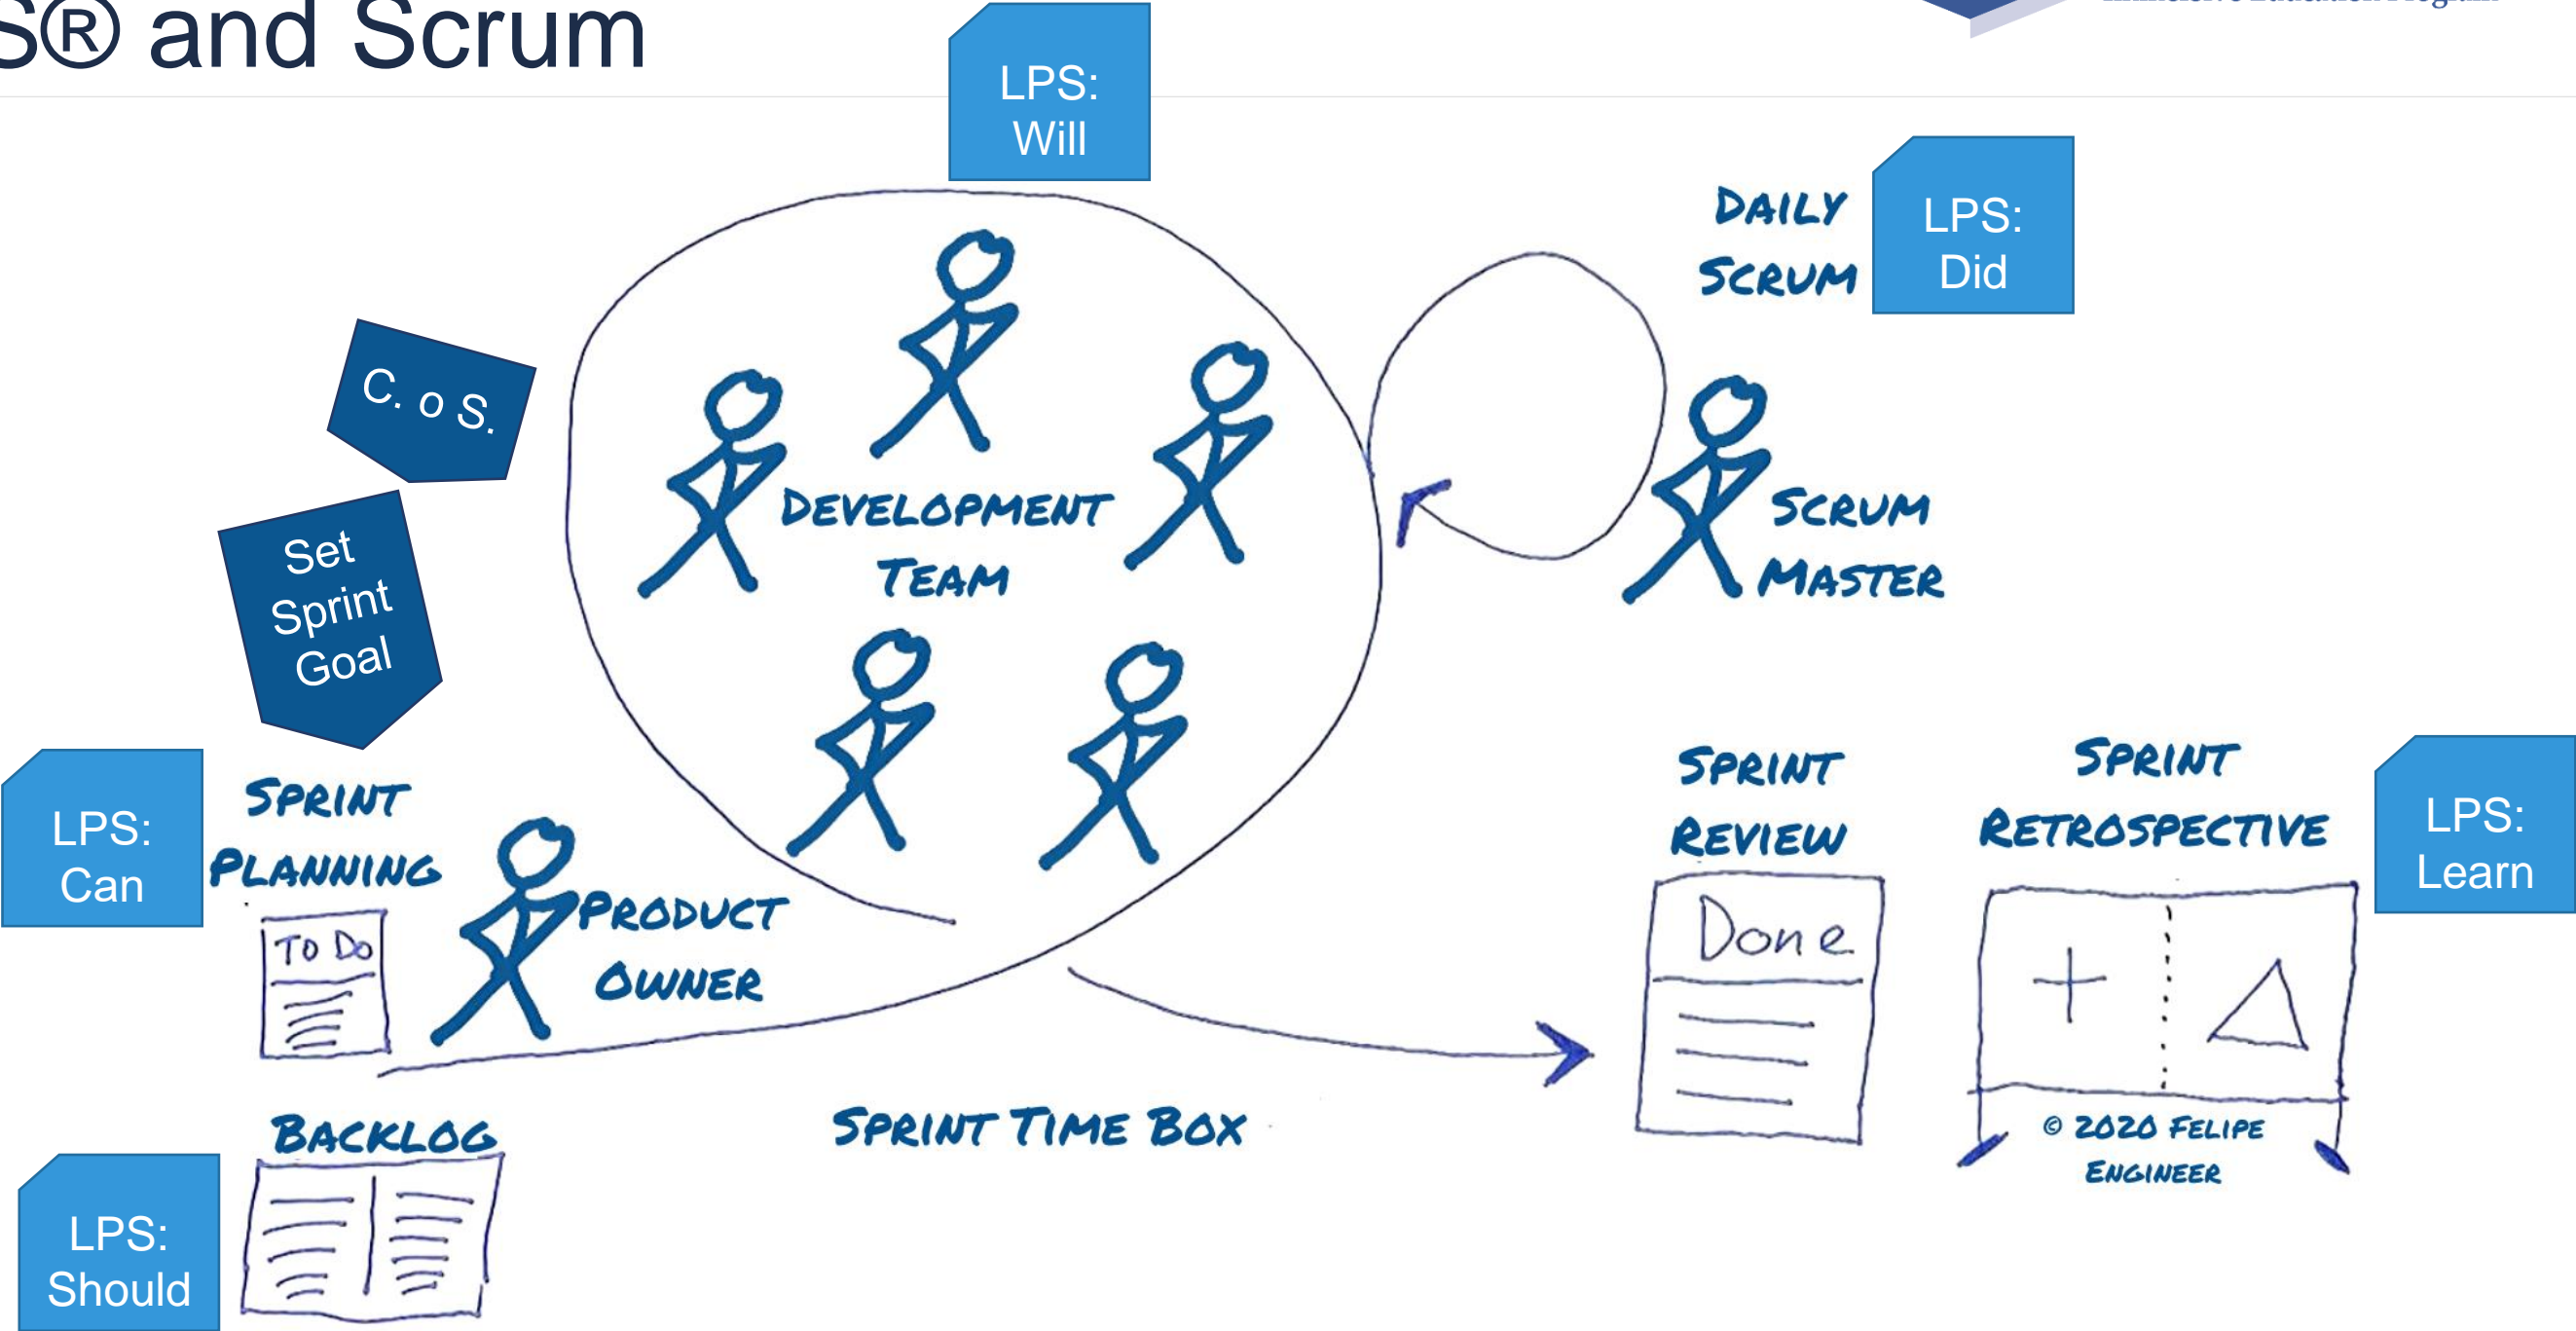 S® and Scrum
LPS:
Will
DAILY
SCRUM
LPS:
Did
C. o S.
Set
Sprint
Goal
DEVELOPMENT
TEAM
SCRUM
MASTER
LPS:
Can
SPRINT
PLANNING
TO DO
PRODUCT
OWNER
SPRINT
REVIEW
Done
SPRINT
RETROSPECTIVE
LPS:
Learn
+
© 2020 FELIPE
ENGINEER
SPRINT TIME BOX
BACKLOG
LPS:
Should